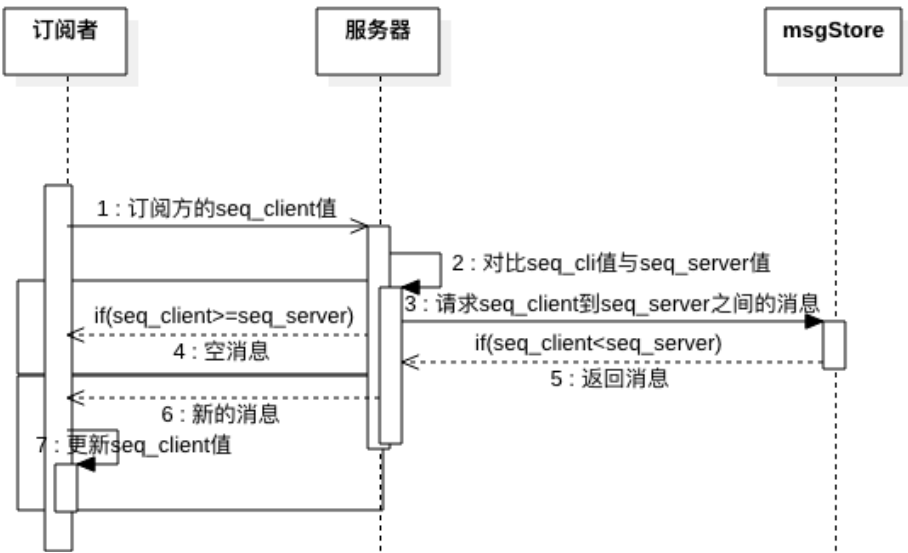 订阅者
服务器
msgStore
1 : 订阅方的seq_client值
2 : 对比seq_cli值与seq_server值
3 : 请求seq_client到seq_server之间的消息
if(seq_client>=seq_server)
4 : 空消息
if(seq_client<seq_server)
5 : 返回消息
6 : 新的消息
7 : 更新seq_client值